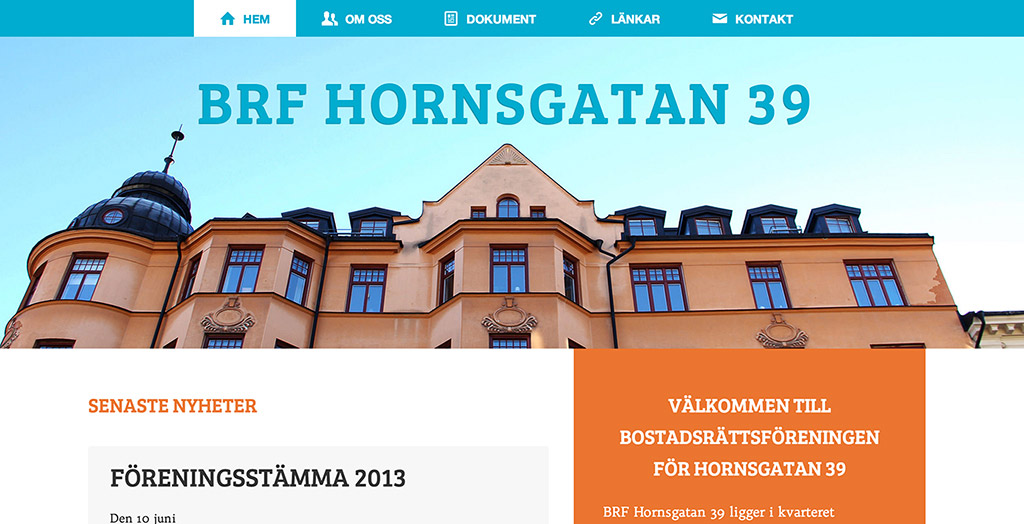 HEM OM OSS DOKUMENT LÄNKAR KONTAKT
BRF HORNSGATAN 39
SENASTE NYHETER
FÖRENINGSSTÄMMA 2013
Den 10 juni
VÄLKOMMEN TILL
BOSTADSRÄTTSFÖRENINGEN
FÖR HORNSGATAN 39
BRF Hornsgatan 39 ligger i kvarteret